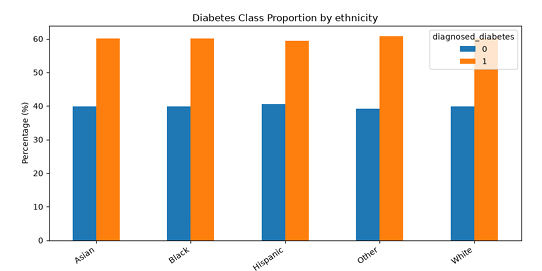 Diabetes Class Proportion by ethnicity
diagnosed_diabetes
0
1
Percentage (%)
60
50
40
30
20
10
0
Asian
Black
Hispanic
Other
White